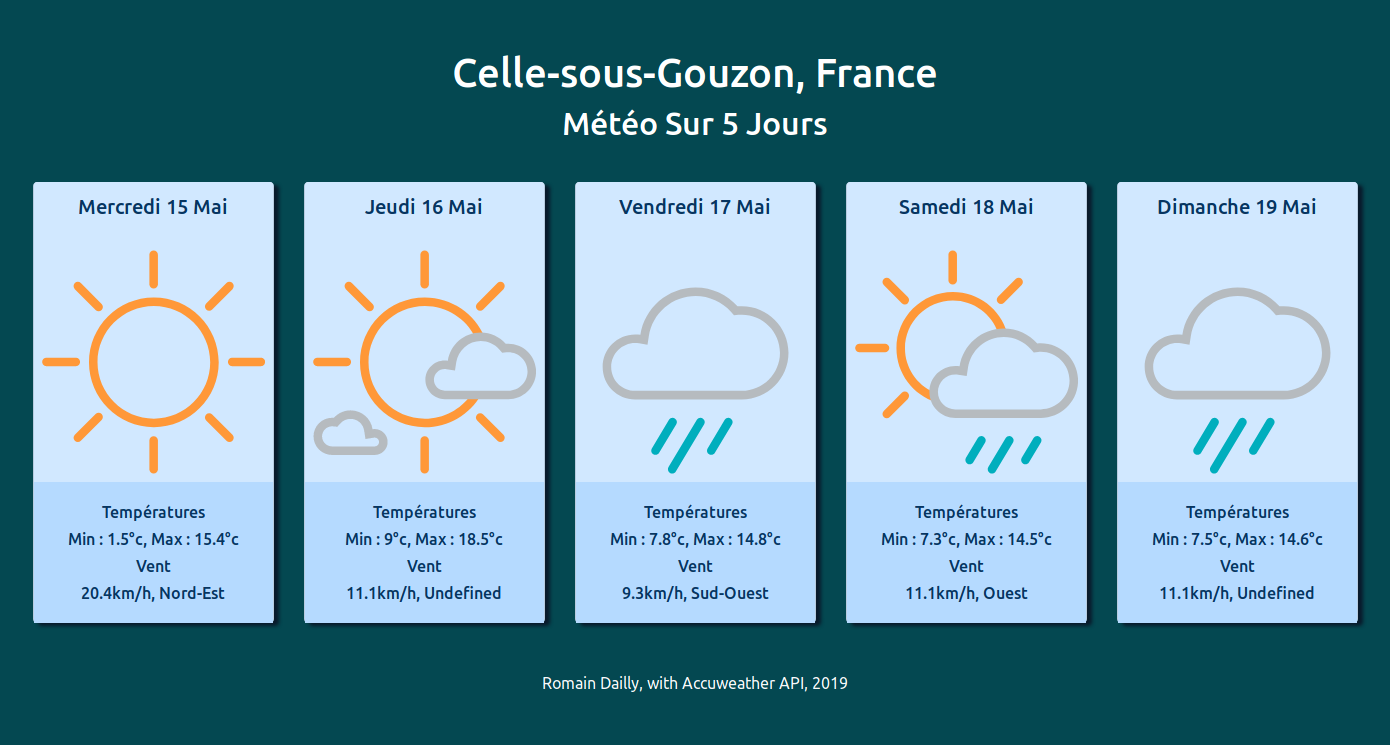 Celle-sous-Gouzon, France
Météo Sur 5 Jours
Mercredi 15 Mai
Températures
Min : 1.5°c, Max : 15.4°c
Vent
20.4km/h, Nord-Est
Jeudi 16 Mai
Températures
Min : 9°c, Max : 18.5°c
Vent
11.1km/h, Undefined
Vendredi 17 Mai
Températures
Min : 7.8°c, Max : 14.8°c
Vent
9.3km/h, Sud-Ouest
Samedi 18 Mai
Températures
Min : 7.3°c, Max : 14.5°c
Vent
11.1km/h, Ouest
Dimanche 19 Mai
Températures
Min : 7.5°c, Max : 14.6°c
Vent
11.1km/h, Undefined
Romain Dailly, with Accuweather API, 2019